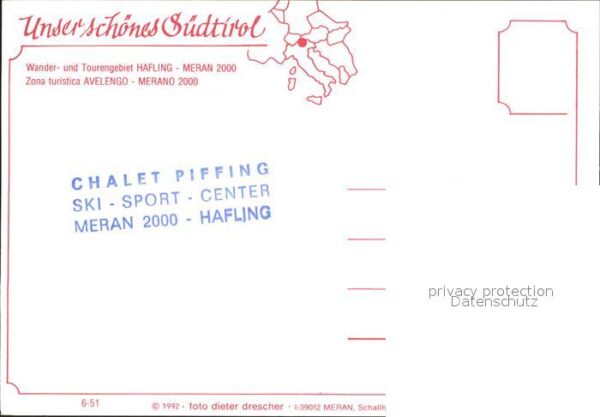 Unser schönes Südtirol
Wander- und Tourengebiet HAFLING - MERAN 2000
Zona turistica AVELENGO - MERANO 2000
CHALET PIFFING
SKI - SPORT - CENTER
MERAN 2000 - HAFLING
privacy protection
Datenschutz
6-51 © 1992 - foto dieter drescher - I-39012 MERAN,